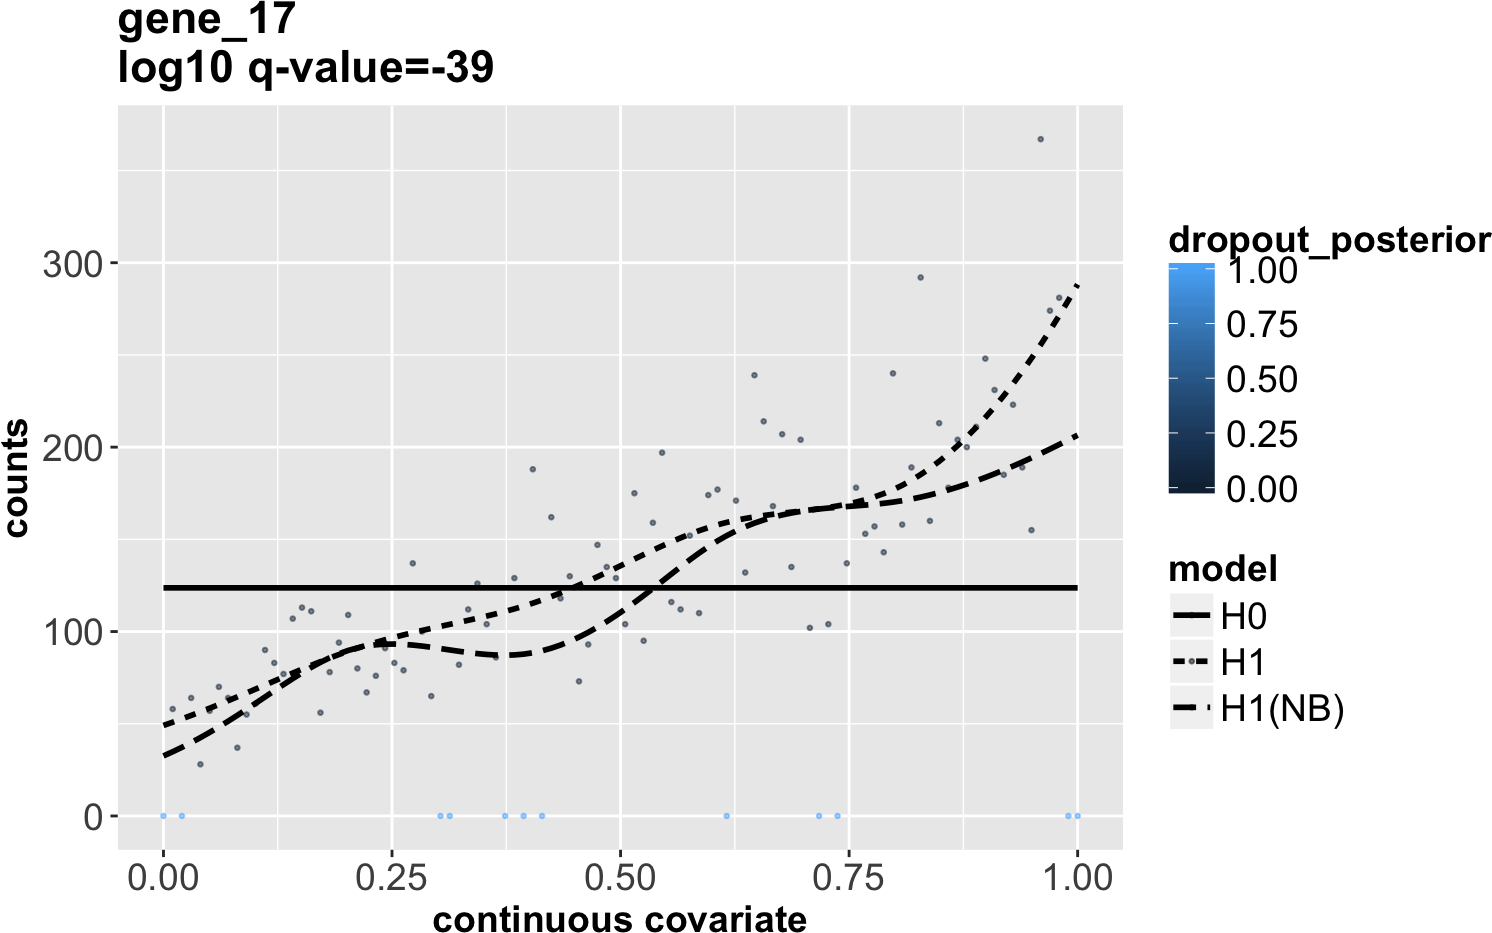 gene_17
log10 q-value=-39
counts
300
200
100
0
0.00 0.25 0.50 0.75 1.00
continuous covariate
dropout_posterior
1.00
0.75
0.50
0.25
0.00
model
H0
H1
H1(NB)